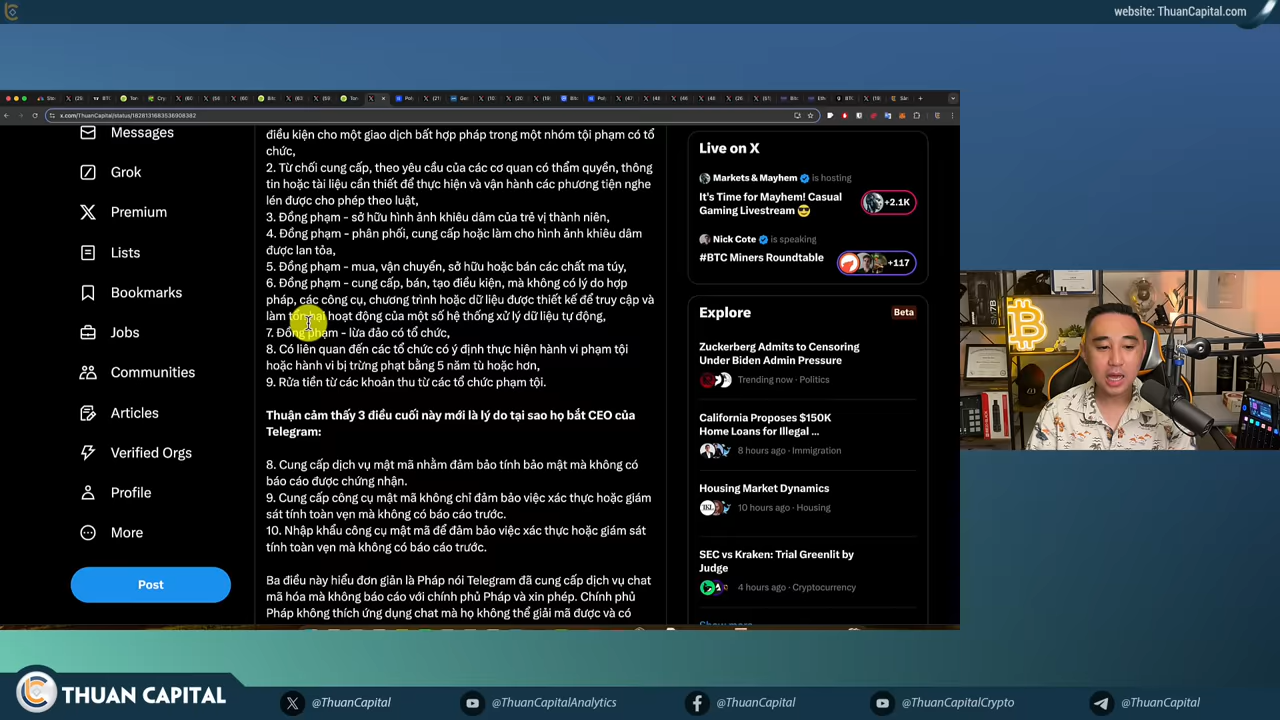 website: ThuanCapital.com
x.com/ThuanCapital/status/1828131683536908382
Messages
Grok
Premium
Lists
Bookmarks
Jobs
Communities
Articles
Verified Orgs
Profile
More
Post
điều kiện cho một giao dịch bất hợp pháp trong một nhóm tội phạm có tổ
chức,
2. Từ chối cung cấp, theo yêu cầu của các cơ quan có thẩm quyền, thông
tin hoặc tài liệu cần thiết để thực hiện và vận hành các phương tiện nghe
lén được cho phép theo luật,
3. Đồng phạm - sở hữu hình ảnh khiêu dâm của trẻ vị thành niên,
4. Đồng phạm - phân phối, cung cấp hoặc làm cho hình ảnh khiêu dâm
được lan tỏa,
5. Đồng phạm - mua, vận chuyển, sở hữu hoặc bán các chất ma túy,
6. Đồng phạm - cung cấp, bán, tạo điều kiện, mà không có lý do hợp
pháp, các công cụ, chương trình hoặc dữ liệu được thiết kế để truy cập và
làm tổn hại hoạt động của một số hệ thống xử lý dữ liệu tự động,
7. Đồng phạm - lừa đảo có tổ chức,
8. Có liên quan đến các tổ chức có ý định thực hiện hành vi phạm tội
hoặc hành vi bị trừng phạt bằng 5 năm tù hoặc hơn,
9. Rửa tiền từ các khoản thu từ các tổ chức phạm tội.
Thuận cảm thấy 3 điều cuối này mới là lý do tại sao họ bắt CEO của
Telegram:
8. Cung cấp dịch vụ mật mã nhằm đảm bảo tính bảo mật mà không có
báo cáo được chứng nhận.
9. Cung cấp công cụ mật mã không chỉ đảm bảo việc xác thực hoặc giám
sát tính toàn vẹn mà không có báo cáo trước.
10. Nhập khẩu công cụ mật mã để đảm bảo việc xác thực hoặc giám sát
tính toàn vẹn mà không có báo cáo trước.
Ba điều này hiểu đơn giản là Pháp nói Telegram đã cung cấp dịch vụ chat
mã hóa mà không báo cáo với chính phủ Pháp và xin phép. Chính phủ
Pháp không thích ứng dụng chat mà họ không thể giải mã được và có
Live on X
Markets & Mayhem is hosting
It's Time for Mayhem! Casual
Gaming Livestream
+2.1K
Nick Cote is speaking
#BTC Miners Roundtable
+117
Explore
Beta
Zuckerberg Admits to Censoring
Under Biden Admin Pressure
Trending now · Politics
California Proposes $150K
Home Loans for Illegal ...
8 hours ago · Immigration
Housing Market Dynamics
10 hours ago · Housing
SEC vs Kraken: Trial Greenlit by
Judge
4 hours ago · Cryptocurrency
Show more
THUAN CAPITAL
@ThuanCapital
@ThuanCapitalAnalytics
@ThuanCapital
@ThuanCapitalCrypto
@ThuanCapital